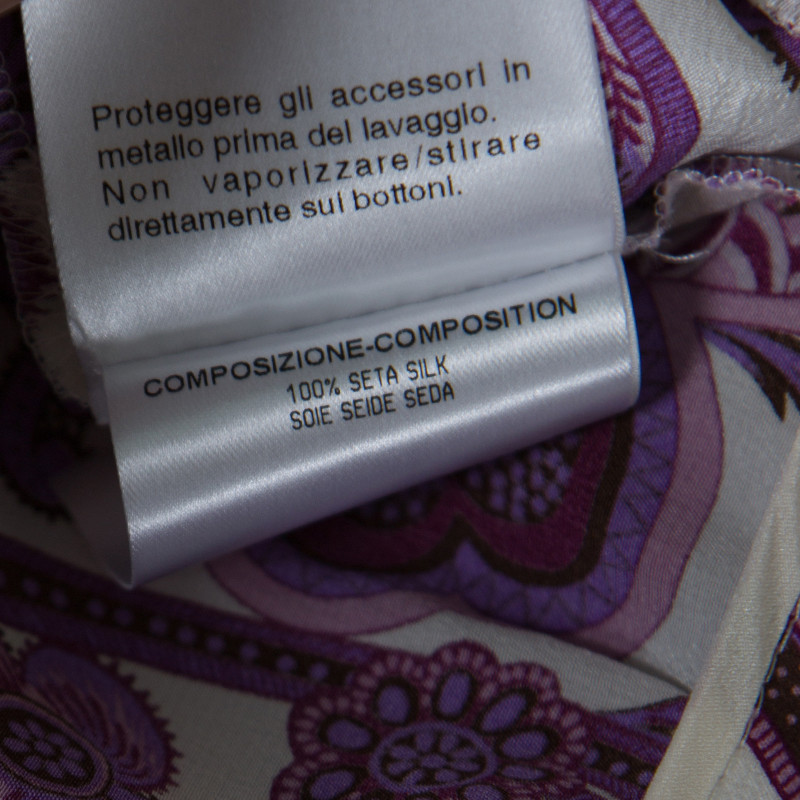 Proteggere gli accessori in
metallo prima del lavaggio.
Non vaporizzare/stirare
direttamente sui bottoni.
COMPOSIZIONE-COMPOSITION
100% SETA SILK
SOIE SEIDE SEDA